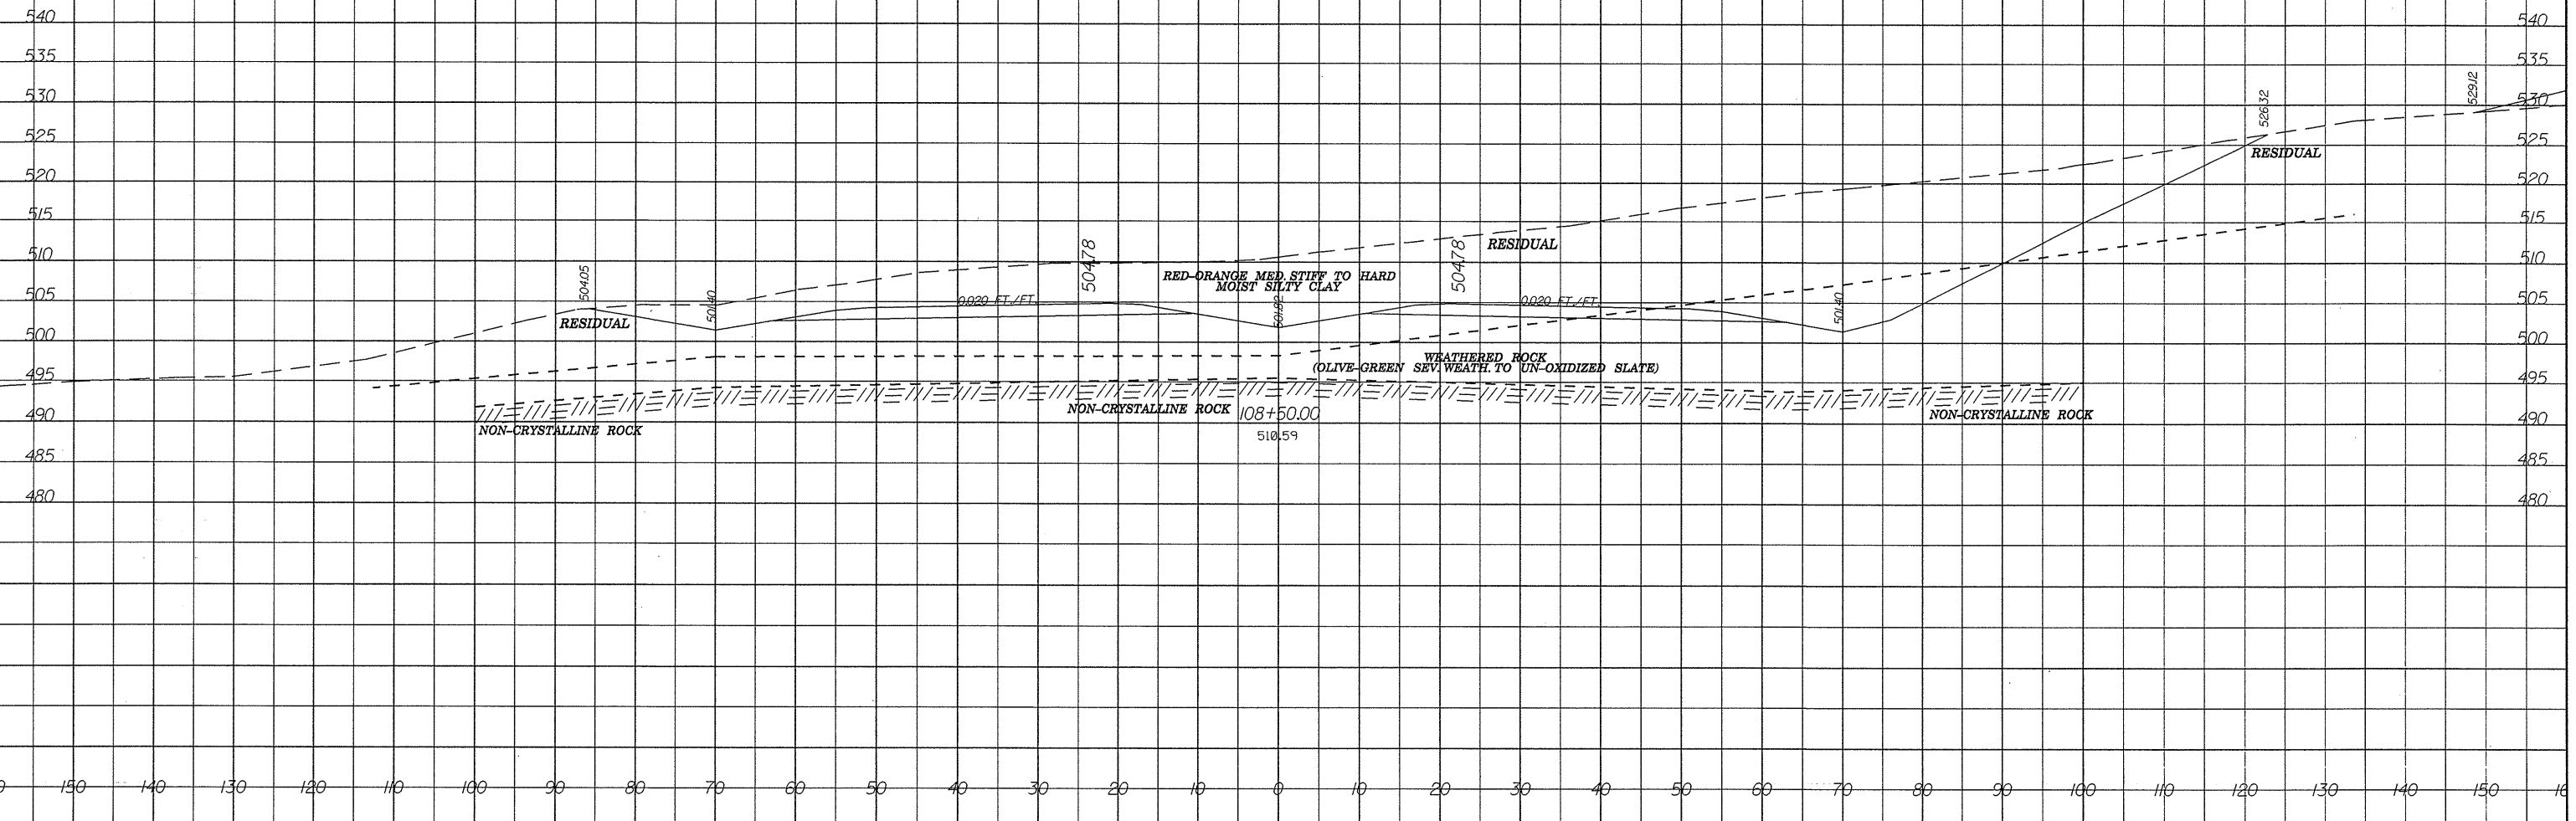 540 540
535 535
529.12
530 530
526.32
525 525
RESIDUAL
520 520
515 515
504.78 504.78 RESIDUAL
510 510
504.05
RED-ORANGE MED. STIFF TO HARD
MOIST SILTY CLAY
501.40 501.82 501.40
505 0.020 FT./FT. 0.020 FT./FT. 505
RESIDUAL
500 500
WEATHERED ROCK
(OLIVE-GREEN SEV. WEATH. TO UN-OXIDIZED SLATE)
495 495
NON-CRYSTALLINE ROCK 108+50.00 NON-CRYSTALLINE ROCK
490 490
NON-CRYSTALLINE ROCK
510.59
485 485
480 480
150 140 130 120 110 100 90 80 70 60 50 40 30 20 10 0 10 20 30 40 50 60 70 80 90 100 110 120 130 140 150